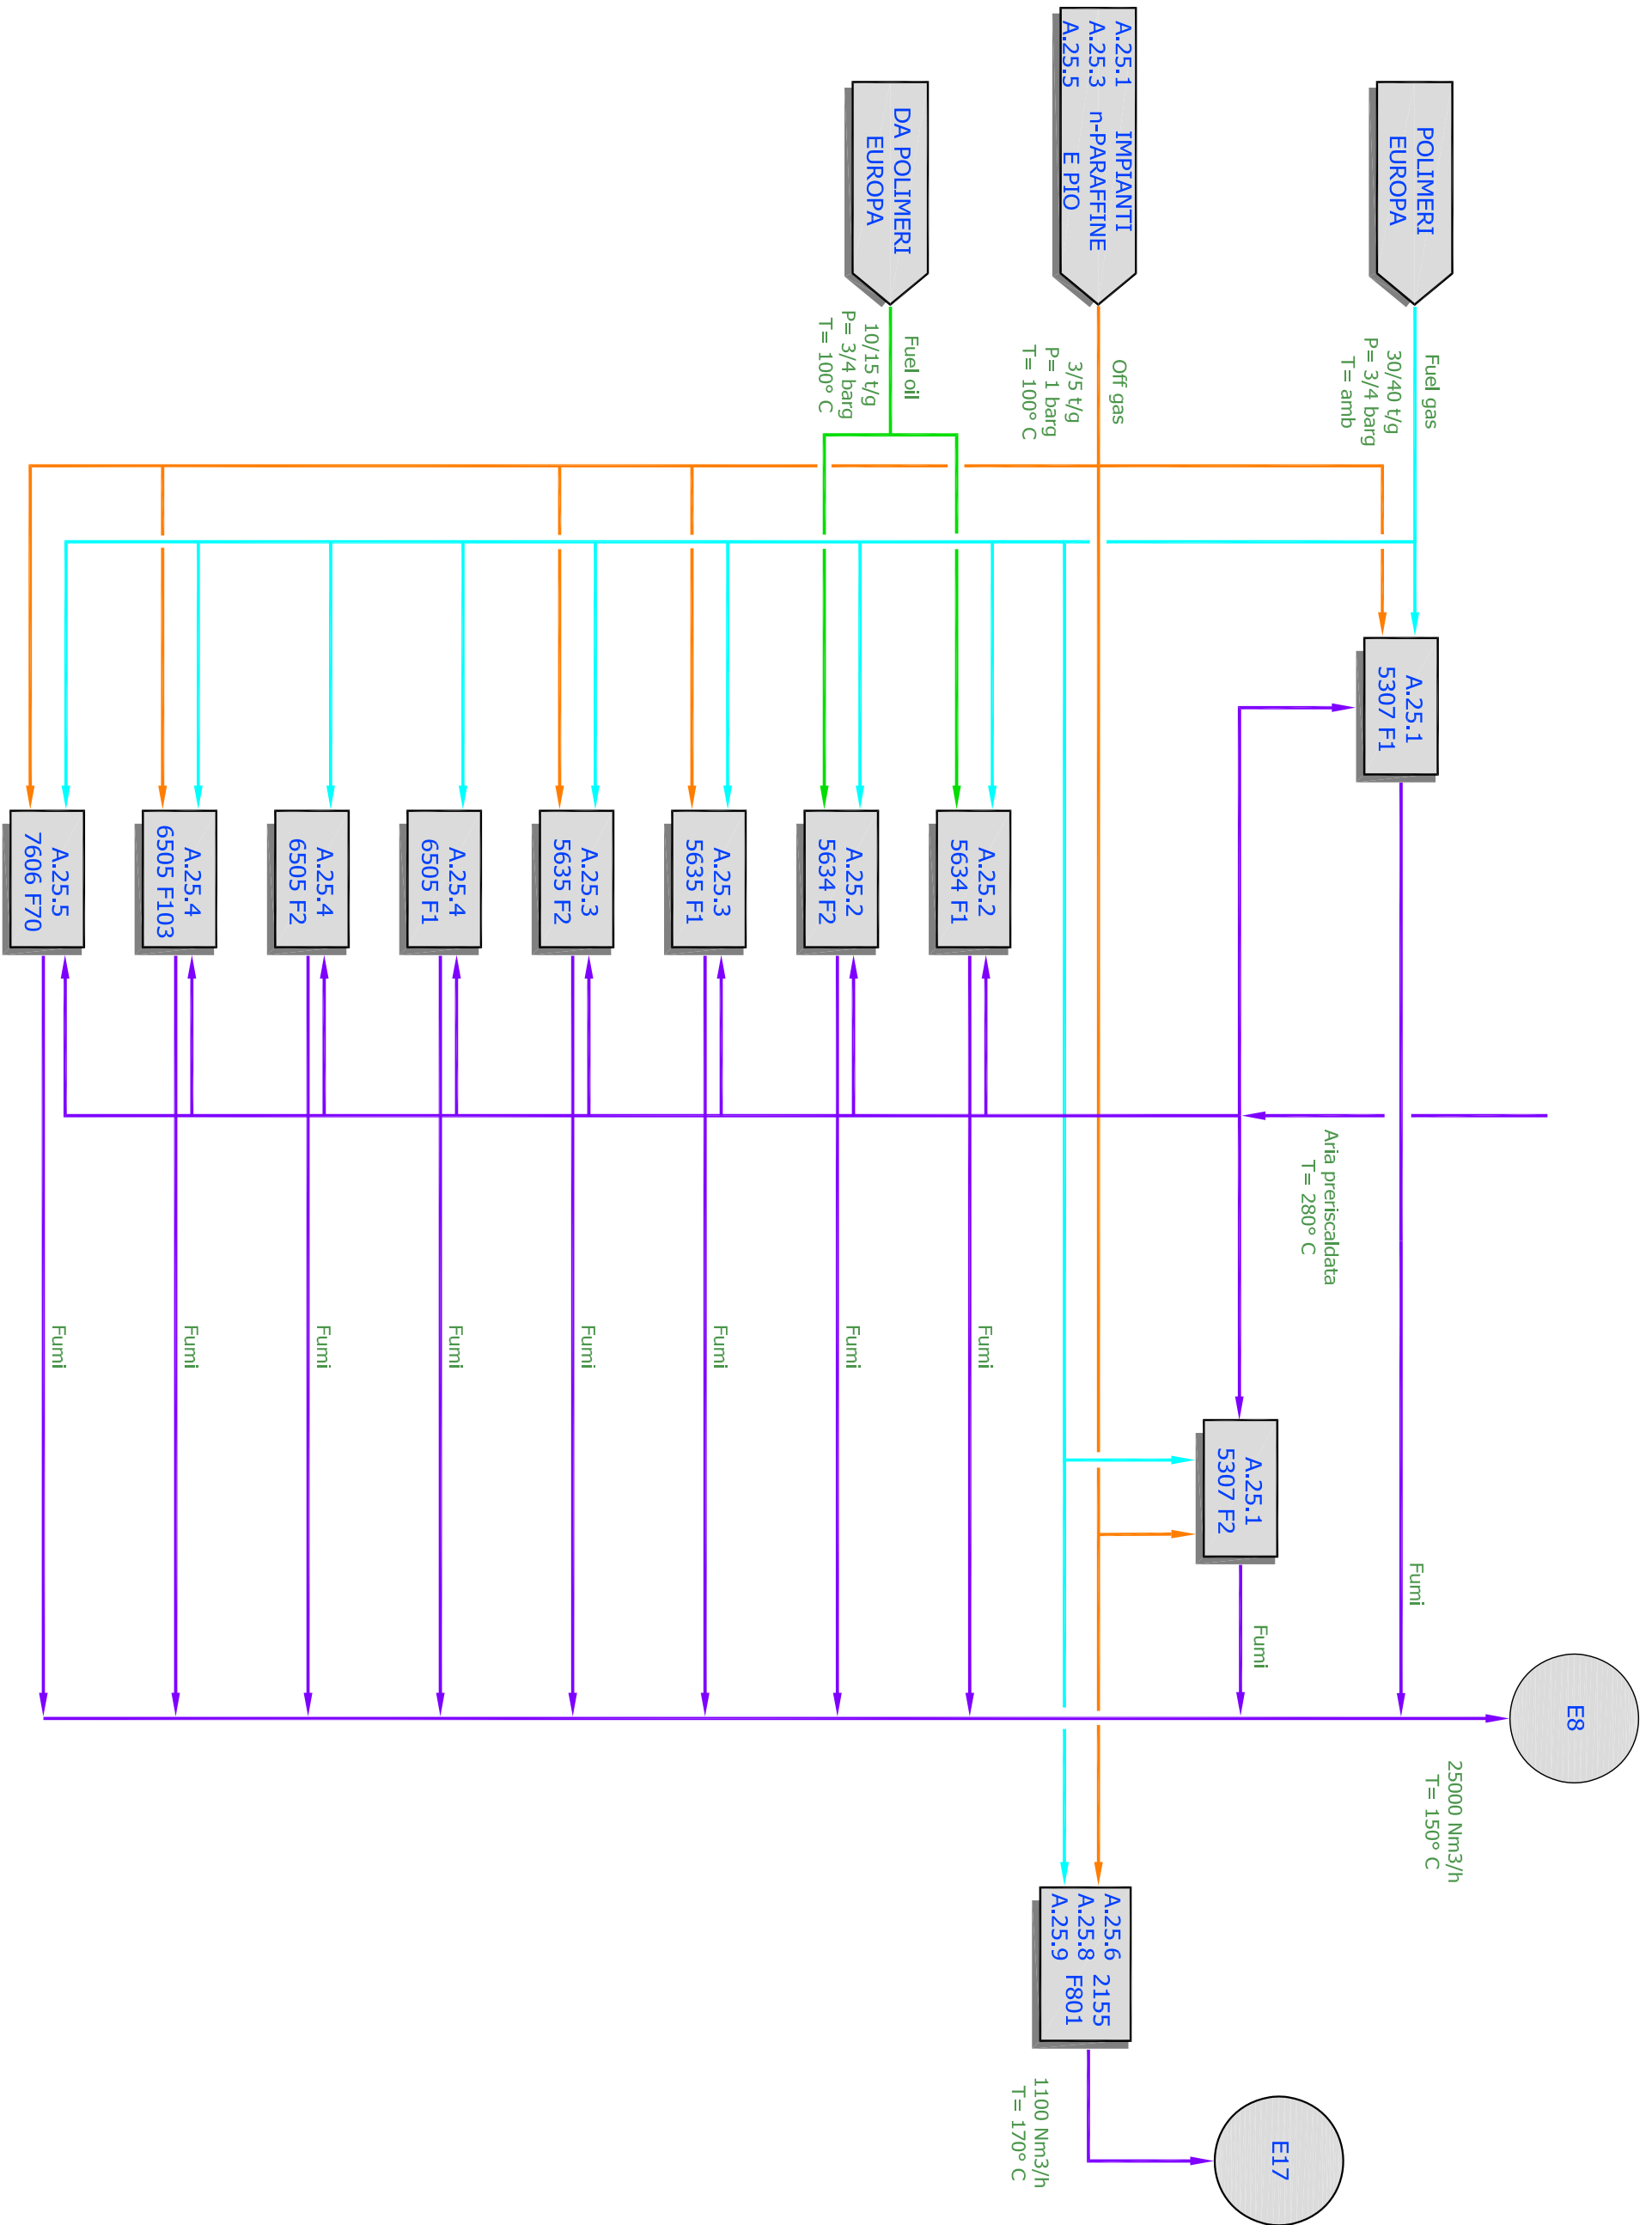 POLIMERI
EUROPA
Fuel gas
30/40 t/g
P= 3/4 barg
T= amb
A.25.1
A.25.3
A.25.5
IMPIANTI
n-PARAFFINE
E PIO
Off gas
3/5 t/g
P= 1 barg
T= 100° C
DA POLIMERI
EUROPA
Fuel oil
10/15 t/g
P= 3/4 barg
T= 100° C
A.25.1
5307 F1
Aria preriscaldata
T= 280° C
Fumi
A.25.1
5307 F2
Fumi
E8
25000 Nm3/h
T= 150° C
A.25.2
5634 F1
Fumi
A.25.2
5634 F2
Fumi
A.25.3
5635 F1
Fumi
A.25.3
5635 F2
Fumi
A.25.4
6505 F1
Fumi
A.25.4
6505 F2
Fumi
A.25.4
6505 F103
Fumi
A.25.5
7606 F70
Fumi
A.25.6
A.25.8
A.25.9
2155
F801
1100 Nm3/h
T= 170° C
E17